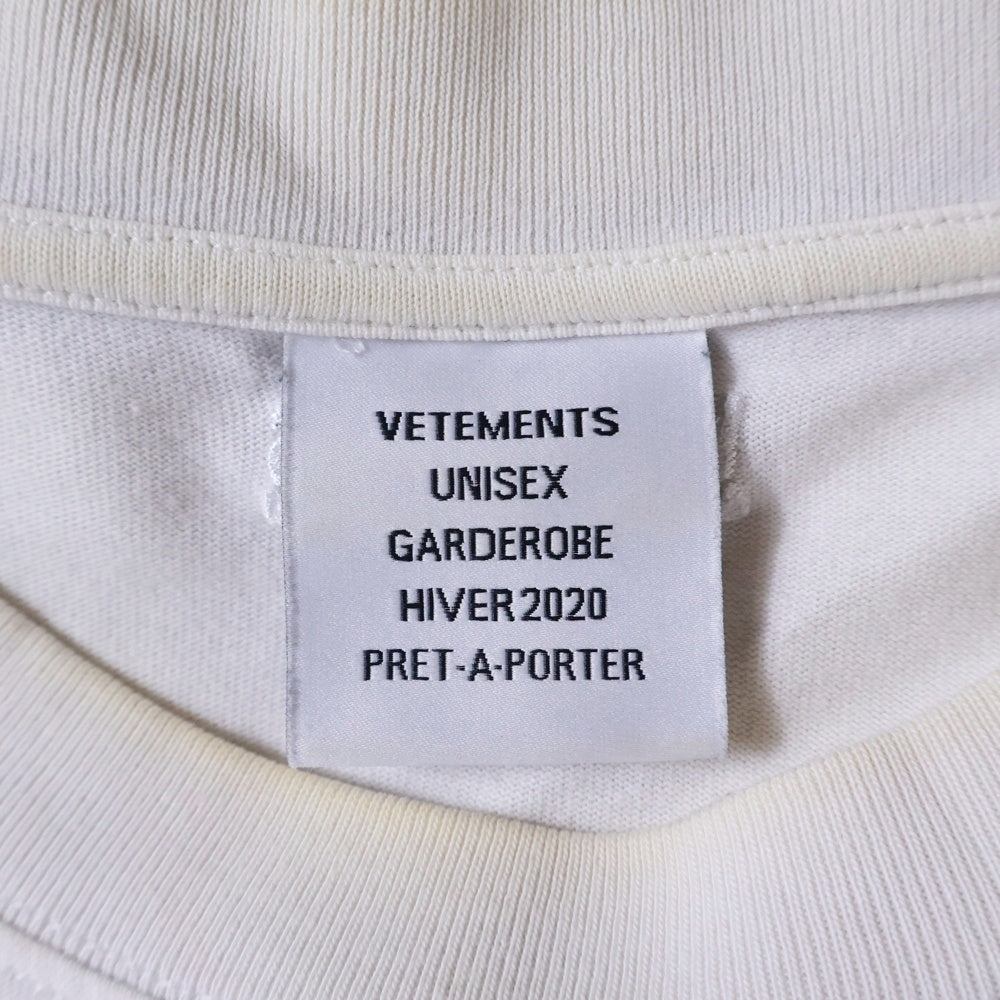 VETEMENTS
UNISEX
GARDEROBE
HIVER 2020
PRET-A-PORTER